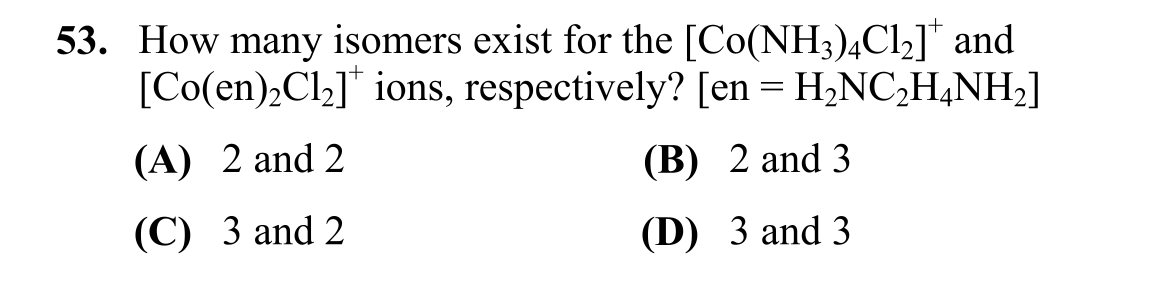 53. How many isomers exist for the [Co(NH₃)₄Cl₂]⁺ and
[Co(en)₂Cl₂]⁺ ions, respectively? [en = H₂NC₂H₄NH₂]
(A) 2 and 2 (B) 2 and 3
(C) 3 and 2 (D) 3 and 3